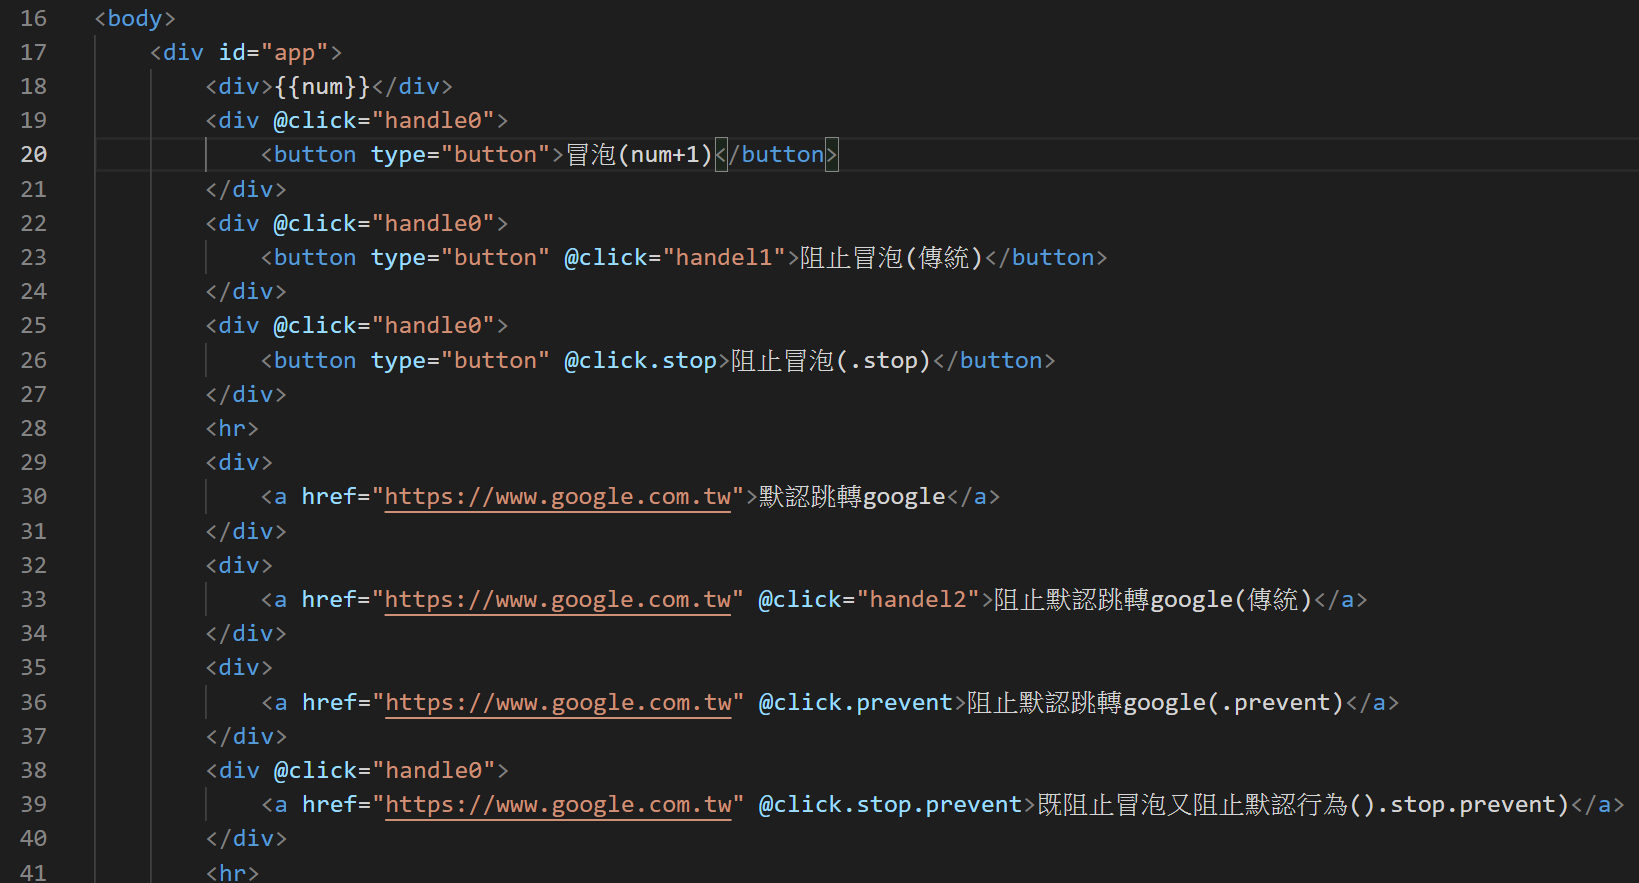 16 <body>
17 <div id="app">
18 <div>{{num}}</div>
19 <div @click="handle0">
20 <button type="button">冒泡(num+1)</button>
21 </div>
22 <div @click="handle0">
23 <button type="button" @click="handel1">阻止冒泡(傳統)</button>
24 </div>
25 <div @click="handle0">
26 <button type="button" @click.stop>阻止冒泡(.stop)</button>
27 </div>
28 <hr>
29 <div>
30 <a href="https://www.google.com.tw">默認跳轉google</a>
31 </div>
32 <div>
33 <a href="https://www.google.com.tw" @click="handel2">阻止默認跳轉google(傳統)</a>
34 </div>
35 <div>
36 <a href="https://www.google.com.tw" @click.prevent>阻止默認跳轉google(.prevent)</a>
37 </div>
38 <div @click="handle0">
39 <a href="https://www.google.com.tw" @click.stop.prevent>既阻止冒泡又阻止默認行為().stop.prevent)</a>
40 </div>
41 <hr>